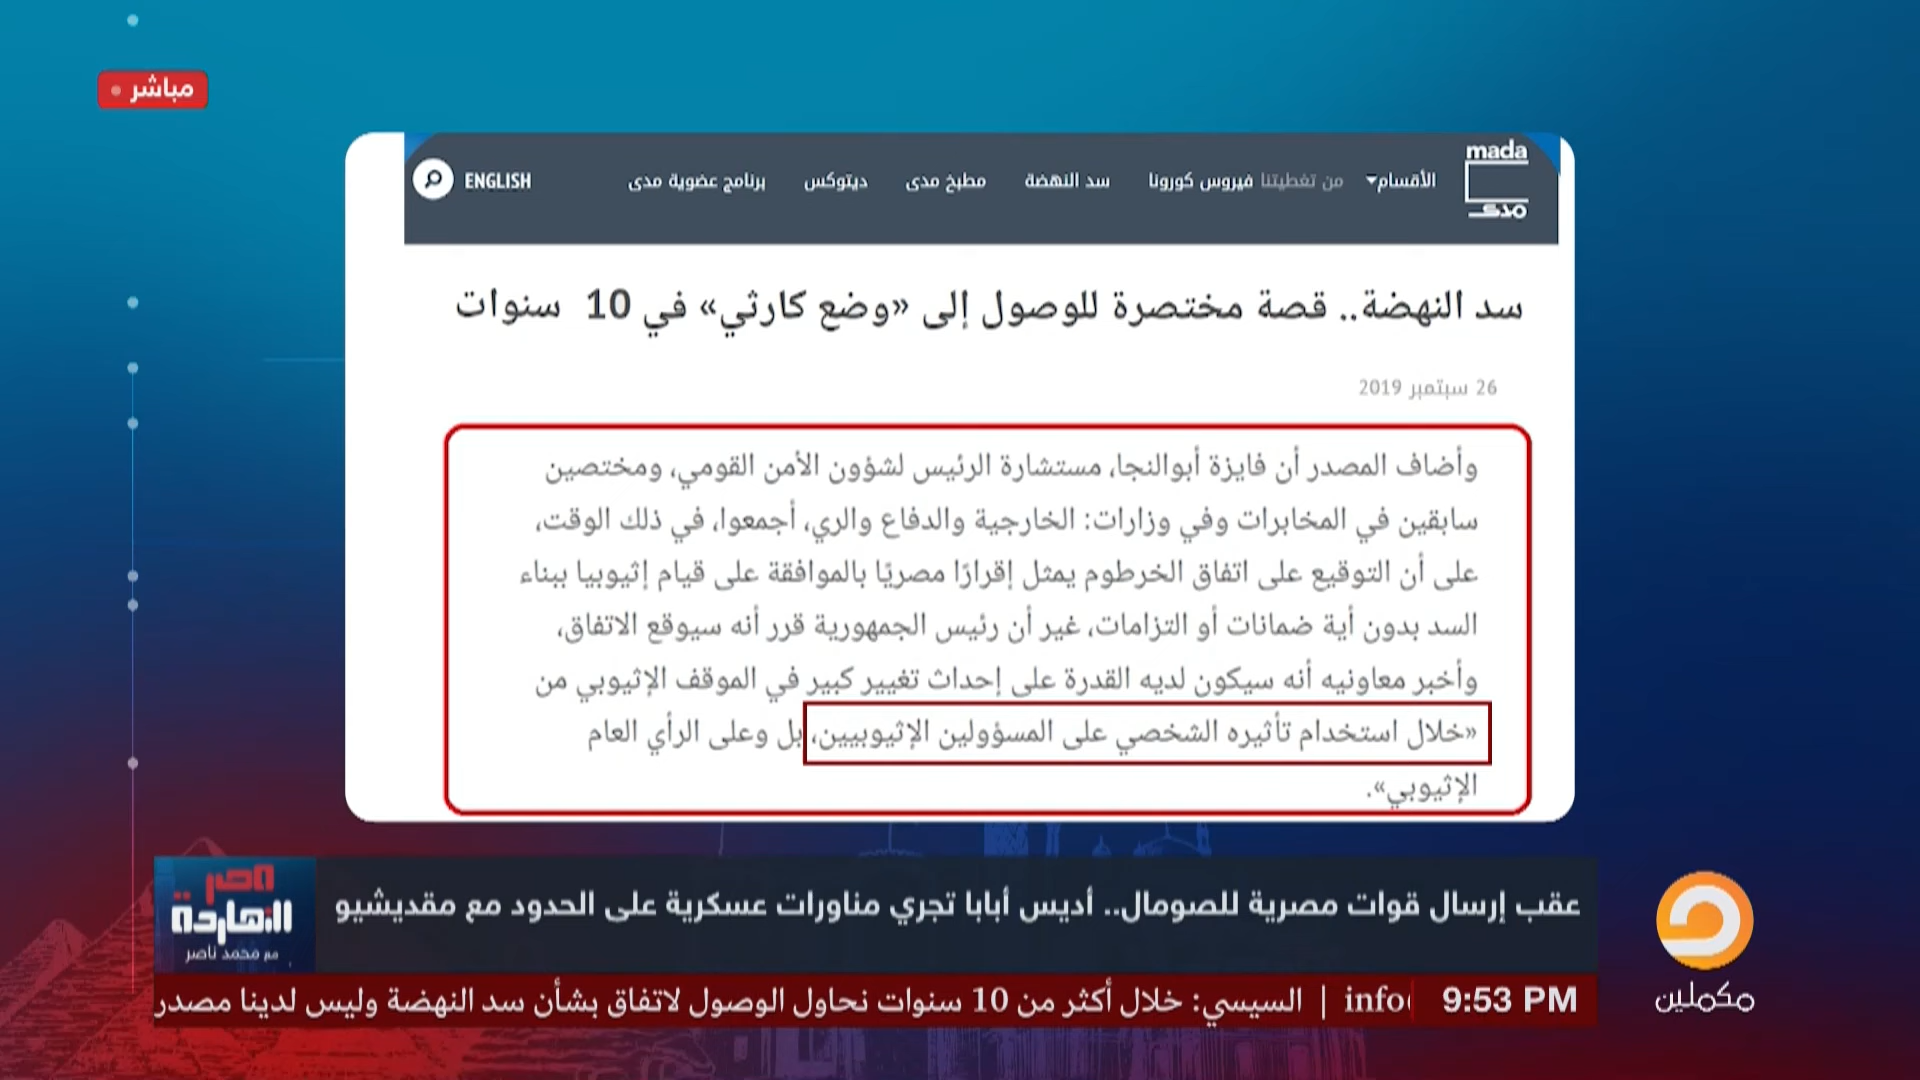 مباشر
mada
مدى
الأقسام
من تغطيتنا فيروس كورونا
سد النهضة
مطبخ مدى
ديتوكس
برنامج عضوية مدى
ENGLISH
سد النهضة.. قصة مختصرة للوصول إلى «وضع كارثي» في 10 سنوات
26 سبتمبر 2019
وأضاف المصدر أن فايزة أبوالنجا، مستشارة الرئيس لشؤون الأمن القومي، ومختصين
سابقين في المخابرات وفي وزارات: الخارجية والدفاع والري، أجمعوا، في ذلك الوقت،
على أن التوقيع على اتفاق الخرطوم يمثل إقرارًا مصريًا بالموافقة على قيام إثيوبيا ببناء
السد بدون أية ضمانات أو التزامات، غير أن رئيس الجمهورية قرر أنه سيوقع الاتفاق،
وأخبر معاونيه أنه سيكون لديه القدرة على إحداث تغيير كبير في الموقف الإثيوبي من
«خلال استخدام تأثيره الشخصي على المسؤولين الإثيوبيين، بل وعلى الرأي العام
الإثيوبي».
مصر النهاردة
مع محمد ناصر
عقب إرسال قوات مصرية للصومال.. أديس أبابا تجري مناورات عسكرية على الحدود مع مقديشيو
9:53 PM
info | السيسي: خلال أكثر من 10 سنوات نحاول الوصول لاتفاق بشأن سد النهضة وليس لدينا مصدر
مكملين